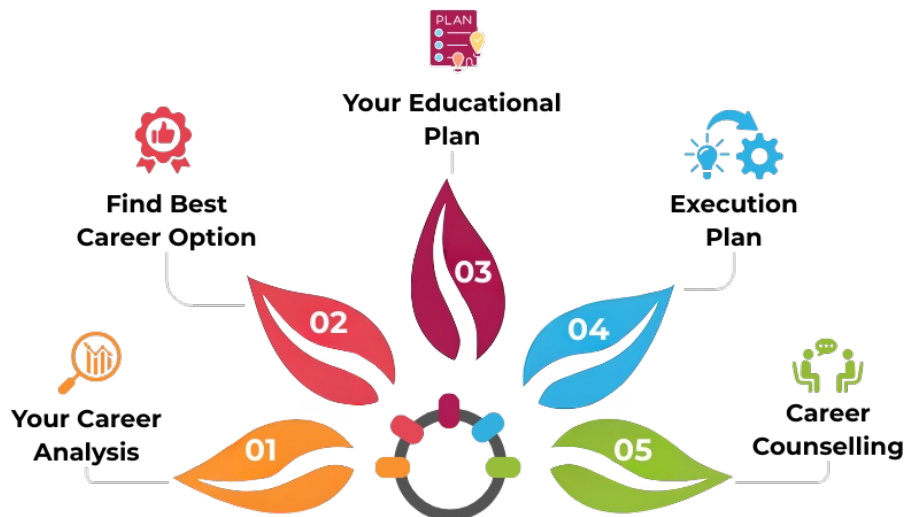 PLAN
Your Educational
Plan
Find Best
Career Option
Execution
Plan
03
02
04
Your Career
Analysis
01
05
Career
Counselling